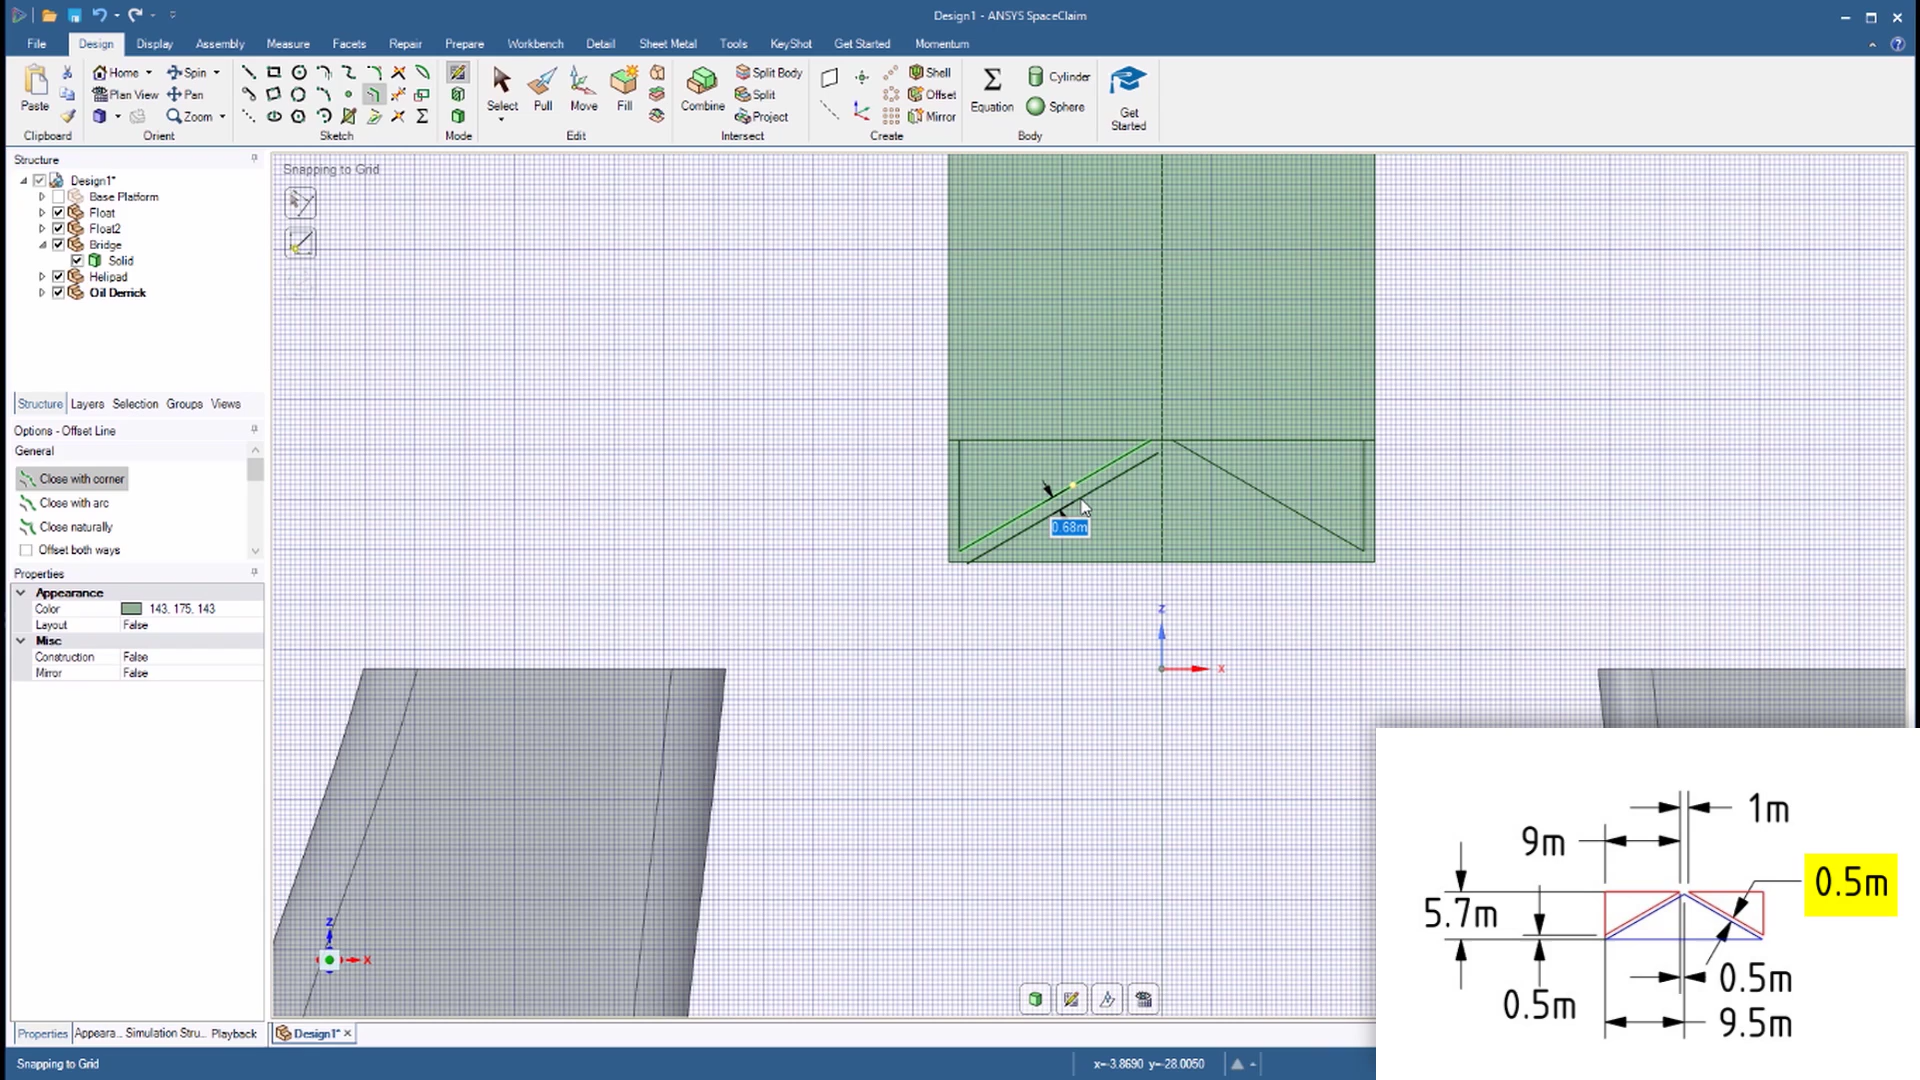 Design1 - ANSYS SpaceClaim
File Design Display Assembly Measure Facets Repair Prepare Workbench Detail Sheet Metal Tools KeyShot Get Started Momentum
Paste
Home Spin
Plan View Pan
Zoom
Select Pull Move Fill
Combine
Split Body
Split
Project
Shell
Offset
Mirror
Equation
Cylinder
Sphere
Get Started
Clipboard Orient Sketch Mode Edit Intersect Create Body
Structure
Design1*
Base Platform
Float
Float2
Bridge
Solid
Helipad
Oil Derrick
Structure Layers Selection Groups Views
Options - Offset Line
General
Close with corner
Close with arc
Close naturally
Offset both ways
Properties
Appearance
Color 143, 175, 143
Layout False
Misc
Construction False
Mirror False
Properties Appeara... Simulation Stru... Playback
Snapping to Grid
0.68m
Z
X
Z
X
Design1*
Snapping to Grid
x=-3.8690 y=-28.0050
1m
9m
0.5m
5.7m
0.5m
0.5m
9.5m